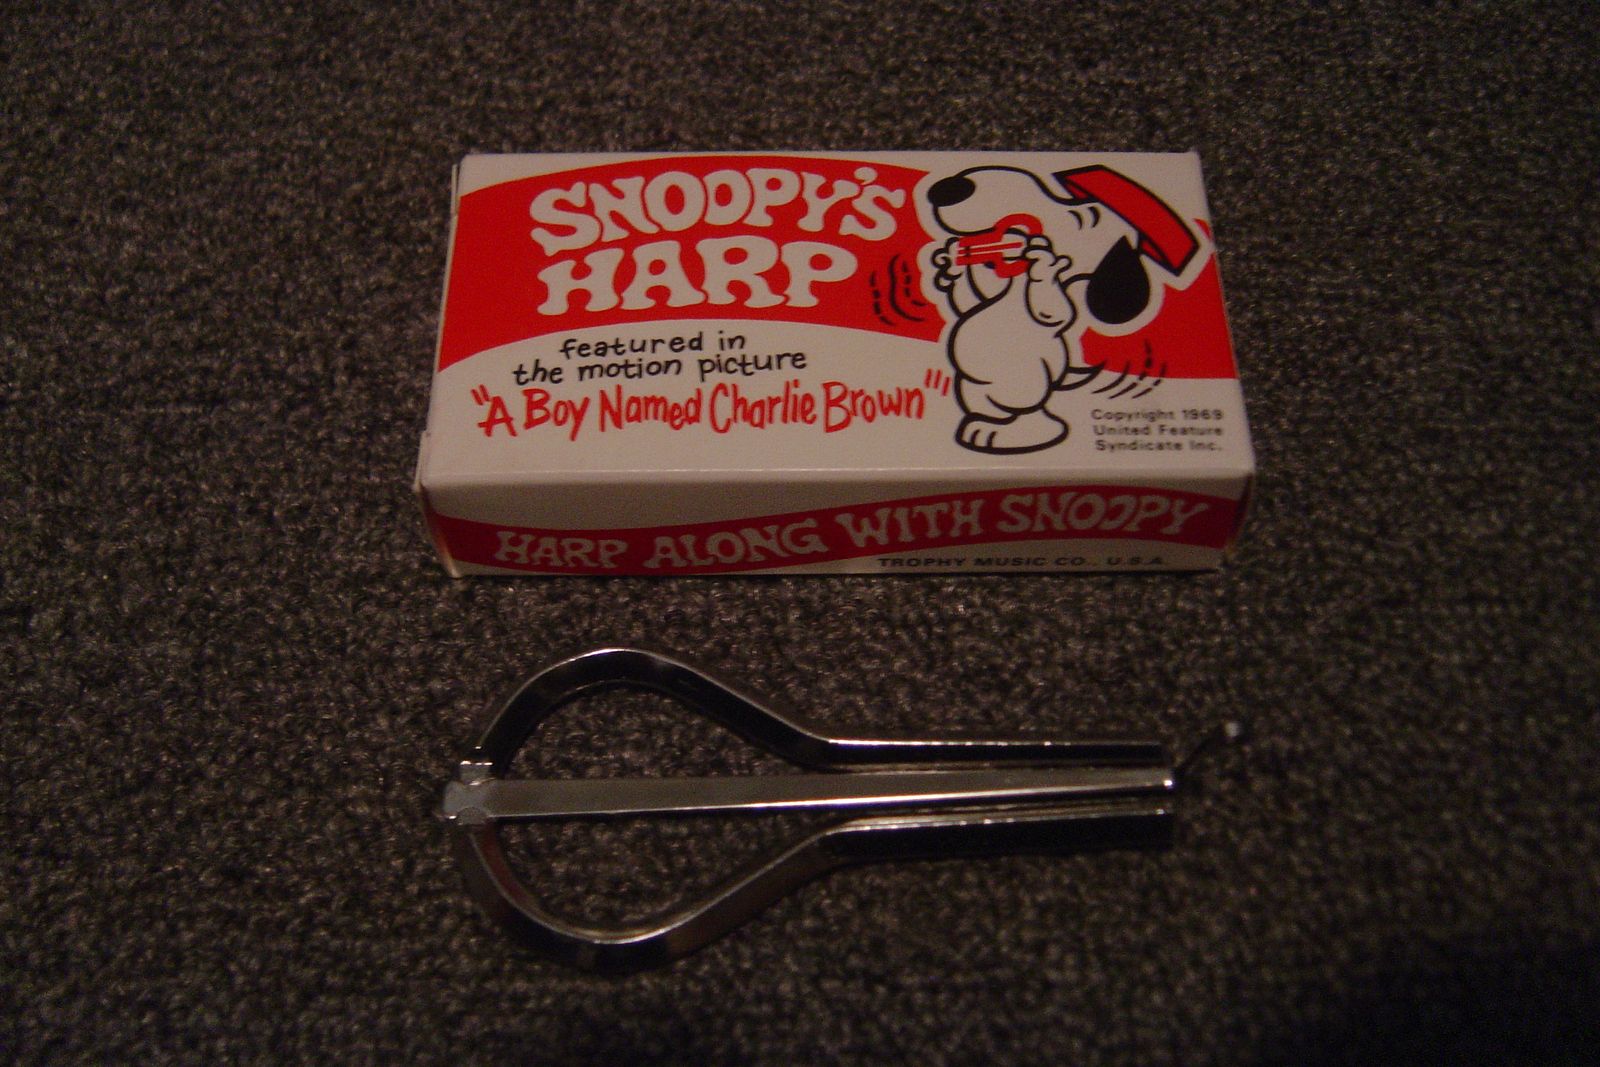 SNOOPY'S
HARP
featured in
the motion picture
"A Boy Named Charlie Brown"
Copyright 1969
United Feature
Syndicate Inc.
HARP ALONG WITH SNOOPY
TROPHY MUSIC CO., U.S.A.